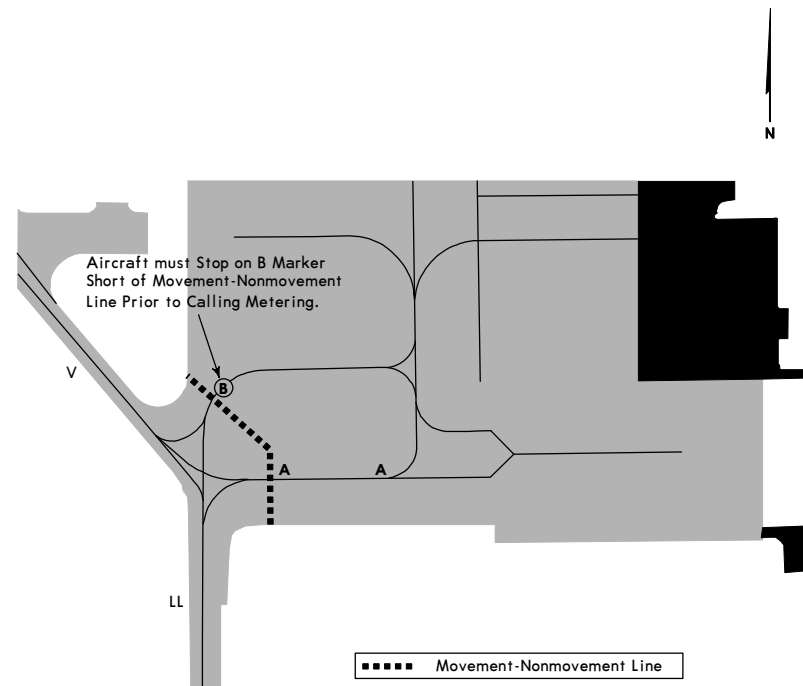 N
Aircraft must Stop on B Marker
Short of Movement-Nonmovement
Line Prior to Calling Metering.
V
B
A
A
LL
Movement-Nonmovement Line